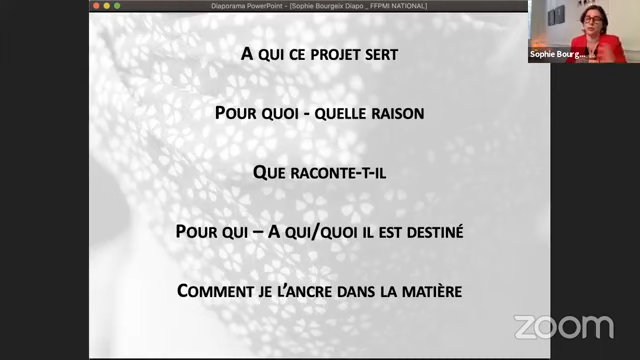 Diaporama PowerPoint - [Sophie Bourgeix Diapo _ FFPMI NATIONAL]
Sophie Bourg...
A QUI CE PROJET SERT
POUR QUOI - QUELLE RAISON
QUE RACONTE-T-IL
POUR QUI – A QUI/QUOI IL EST DESTINÉ
COMMENT JE L'ANCRE DANS LA MATIÈRE
zoom